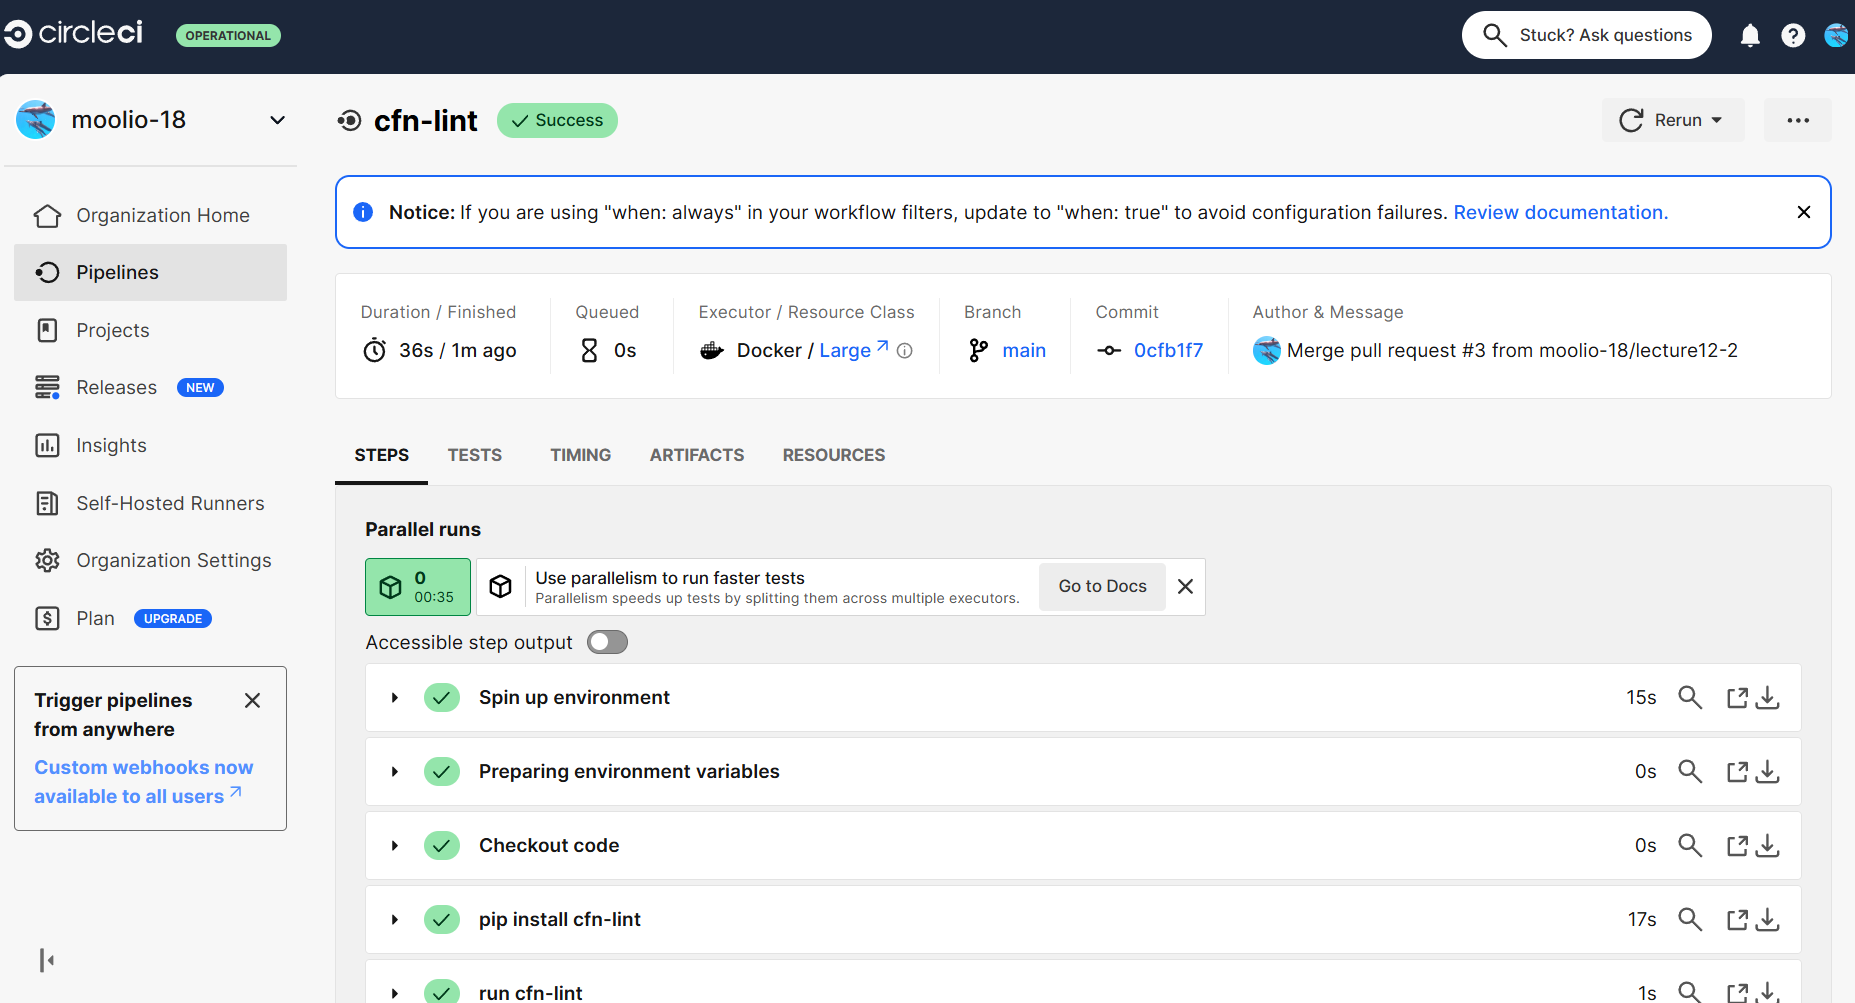 circleci
OPERATIONAL
Stuck? Ask questions
moolio-18
Organization Home
Pipelines
Projects
Releases NEW
Insights
Self-Hosted Runners
Organization Settings
Plan UPGRADE
Trigger pipelines
from anywhere
Custom webhooks now
available to all users
cfn-lint
Success
Rerun
Notice: If you are using "when: always" in your workflow filters, update to "when: true" to avoid configuration failures. Review documentation.
Duration / Finished
36s / 1m ago
Queued
0s
Executor / Resource Class
Docker / Large
Branch
main
Commit
0cfb1f7
Author & Message
Merge pull request #3 from moolio-18/lecture12-2
STEPS
TESTS
TIMING
ARTIFACTS
RESOURCES
Parallel runs
0
00:35
Use parallelism to run faster tests
Parallelism speeds up tests by splitting them across multiple executors.
Go to Docs
Accessible step output
Spin up environment 15s
Preparing environment variables 0s
Checkout code 0s
pip install cfn-lint 17s
run cfn-lint 1s